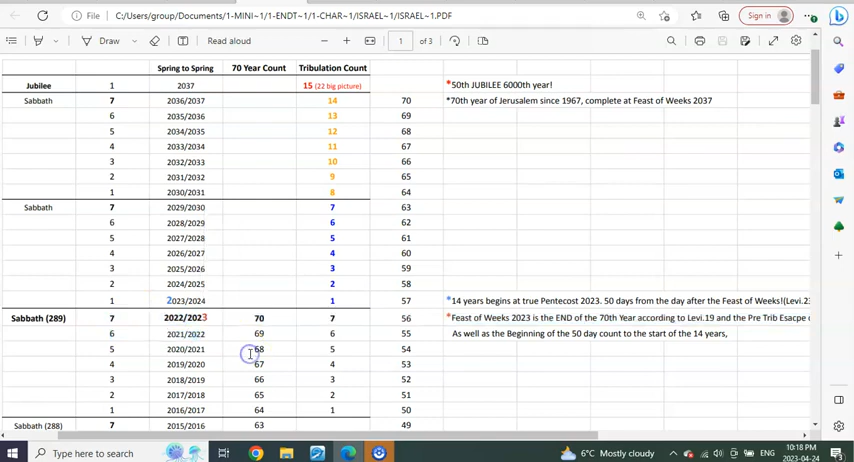 File | C:/Users/group/Documents/1-MINI~1/1-ENDT~1/1-CHAR~1/ISRAEL~1/ISRAEL~1.PDF
Sign in
Draw Read aloud 1 of 3
Spring to Spring 70 Year Count Tribulation Count
Jubilee 1 2037 15 (22 big picture) *50th JUBILEE 6000th year!
Sabbath 7 2036/2037 14 70 *70th year of Jerusalem since 1967, complete at Feast of Weeks 2037
6 2035/2036 13 69
5 2034/2035 12 68
4 2033/2034 11 67
3 2032/2033 10 66
2 2031/2032 9 65
1 2030/2031 8 64
Sabbath 7 2029/2030 7 63
6 2028/2029 6 62
5 2027/2028 5 61
4 2026/2027 4 60
3 2025/2026 3 59
2 2024/2025 2 58
1 2023/2024 1 57 *14 years begins at true Pentecost 2023. 50 days from the day after the Feast of Weeks!(Levi.23
Sabbath (289) 7 2022/2023 70 7 56 *Feast of Weeks 2023 is the END of the 70th Year according to Levi.19 and the Pre Trib Esacpe o
6 2021/2022 69 6 55 As well as the Beginning of the 50 day count to the start of the 14 years,
5 2020/2021 68 5 54
4 2019/2020 67 4 53
3 2018/2019 66 3 52
2 2017/2018 65 2 51
1 2016/2017 64 1 50
Sabbath (288) 7 2015/2016 63 49
Type here to search 6°C Mostly cloudy ENG 10:18 PM
2023-04-24